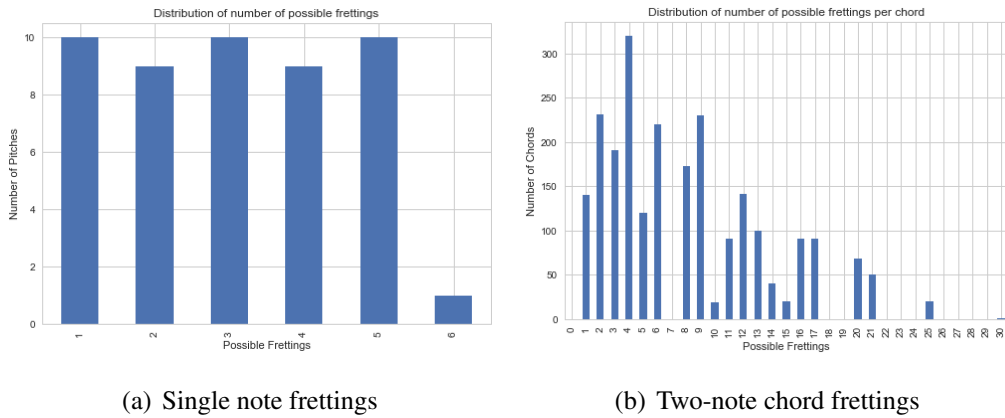 Distribution of number of possible frettings
Number of Pitches
10
8
6
4
2
0
1 2 3 4 5 6
Possible Frettings
(a) Single note frettings
Distribution of number of possible frettings per chord
Number of Chords
300
250
200
150
100
50
0
0 1 2 3 4 5 6 7 8 9 10 11 12 13 14 15 16 17 18 19 20 21 22 23 24 25 26 27 28 29 30
Possible Frettings
(b) Two-note chord frettings